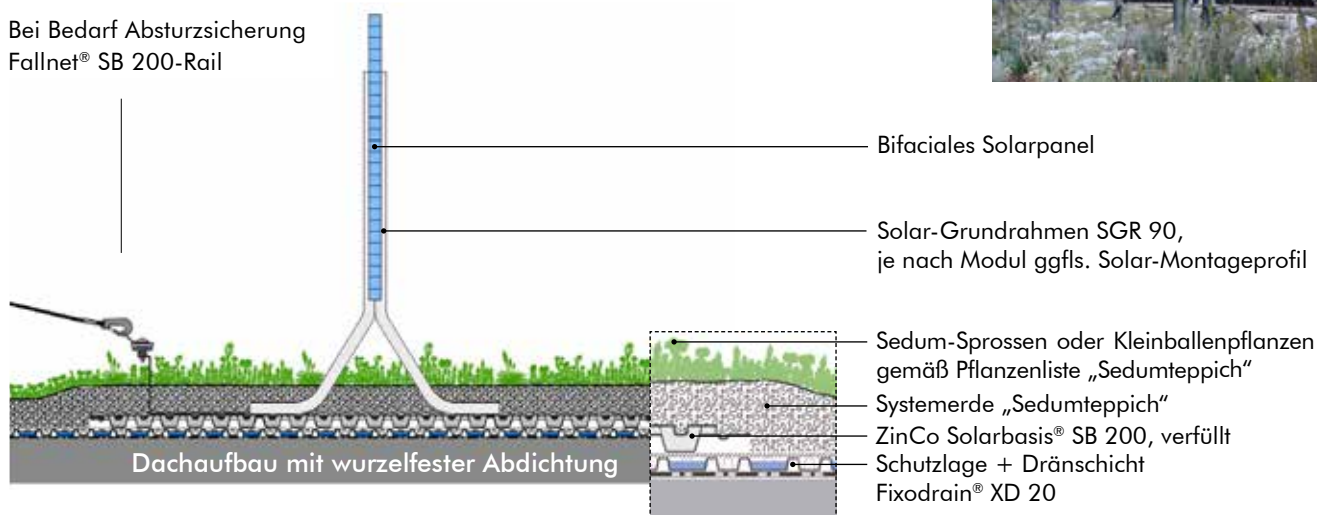 Bei Bedarf Absturzsicherung
Fallnet® SB 200-Rail
Bifaciales Solarpanel
Solar-Grundrahmen SGR 90,
je nach Modul ggfls. Solar-Montageprofil
Sedum-Sprossen oder Kleinballenpflanzen
gemäß Pflanzenliste „Sedumteppich“
Systemerde „Sedumteppich“
ZinCo Solarbasis® SB 200, verfüllt
Schutzlage + Dränschicht
Fixodrain® XD 20
Dachaufbau mit wurzelfester Abdichtung